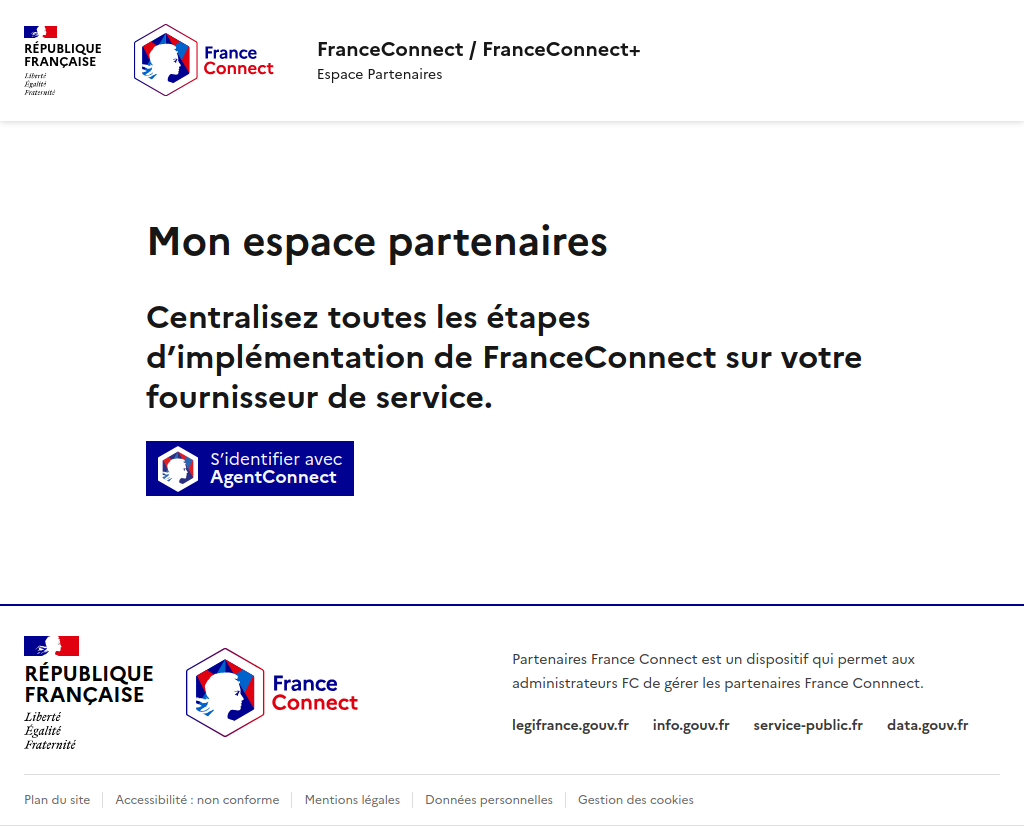 RÉPUBLIQUE
FRANÇAISE
Liberté
Égalité
Fraternité
France
Connect
FranceConnect / FranceConnect+
Espace Partenaires
Mon espace partenaires
Centralisez toutes les étapes
d’implémentation de FranceConnect sur votre
fournisseur de service.
S’identifier avec
AgentConnect
RÉPUBLIQUE
FRANÇAISE
Liberté
Égalité
Fraternité
France
Connect
Partenaires France Connect est un dispositif qui permet aux
administrateurs FC de gérer les partenaires France Connnect.
legifrance.gouv.fr info.gouv.fr service-public.fr data.gouv.fr
Plan du site Accessibilité : non conforme Mentions légales Données personnelles Gestion des cookies